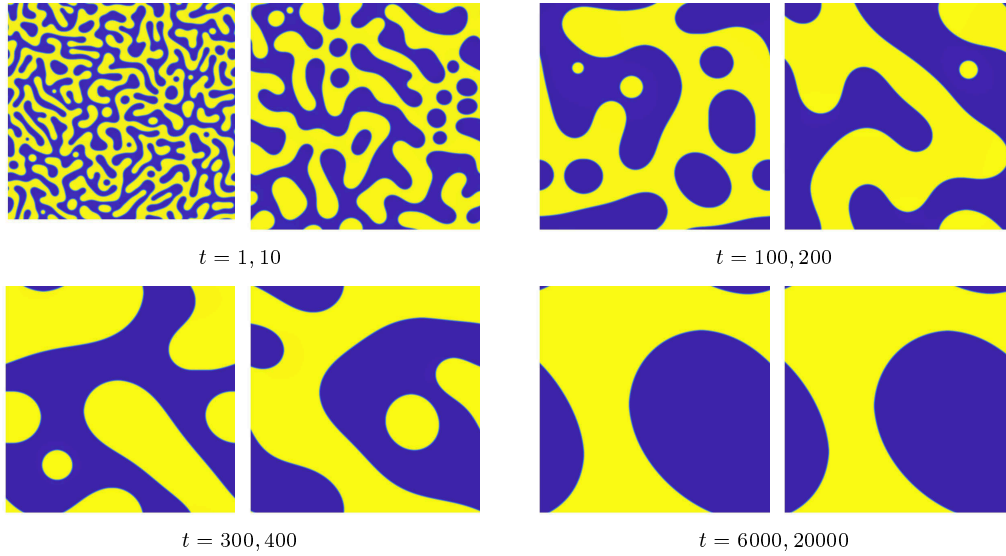 t = 1, 10
t = 100, 200
t = 300, 400
t = 6000, 20000